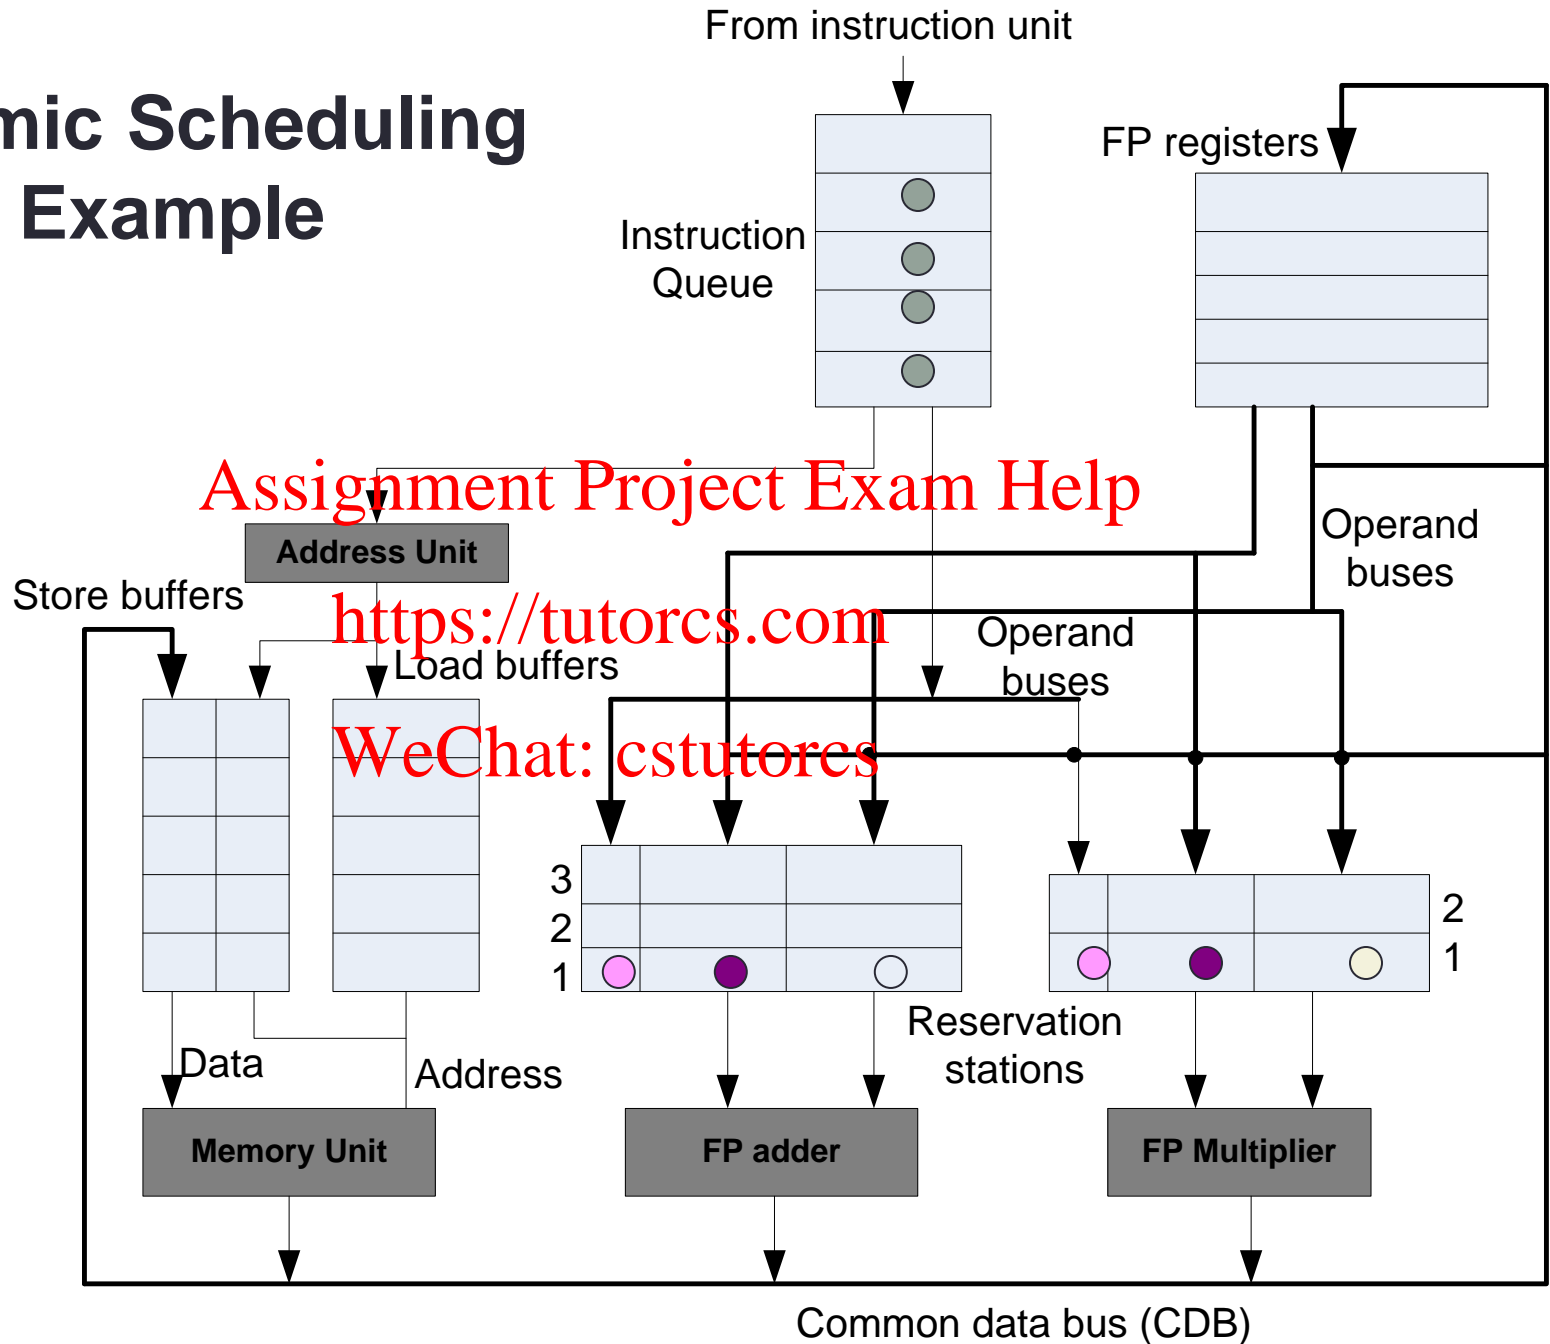 From instruction unit
mic Scheduling
Example
FP registers
Instruction
Queue
Assignment Project Exam Help
Operand
buses
Address Unit
Store buffers
https://tutorcs.com
Operand
buses
Load buffers
WeChat: cstutorcs
3
2
1
2
1
Reservation
stations
Data
Address
Memory Unit
FP adder
FP Multiplier
Common data bus (CDB)